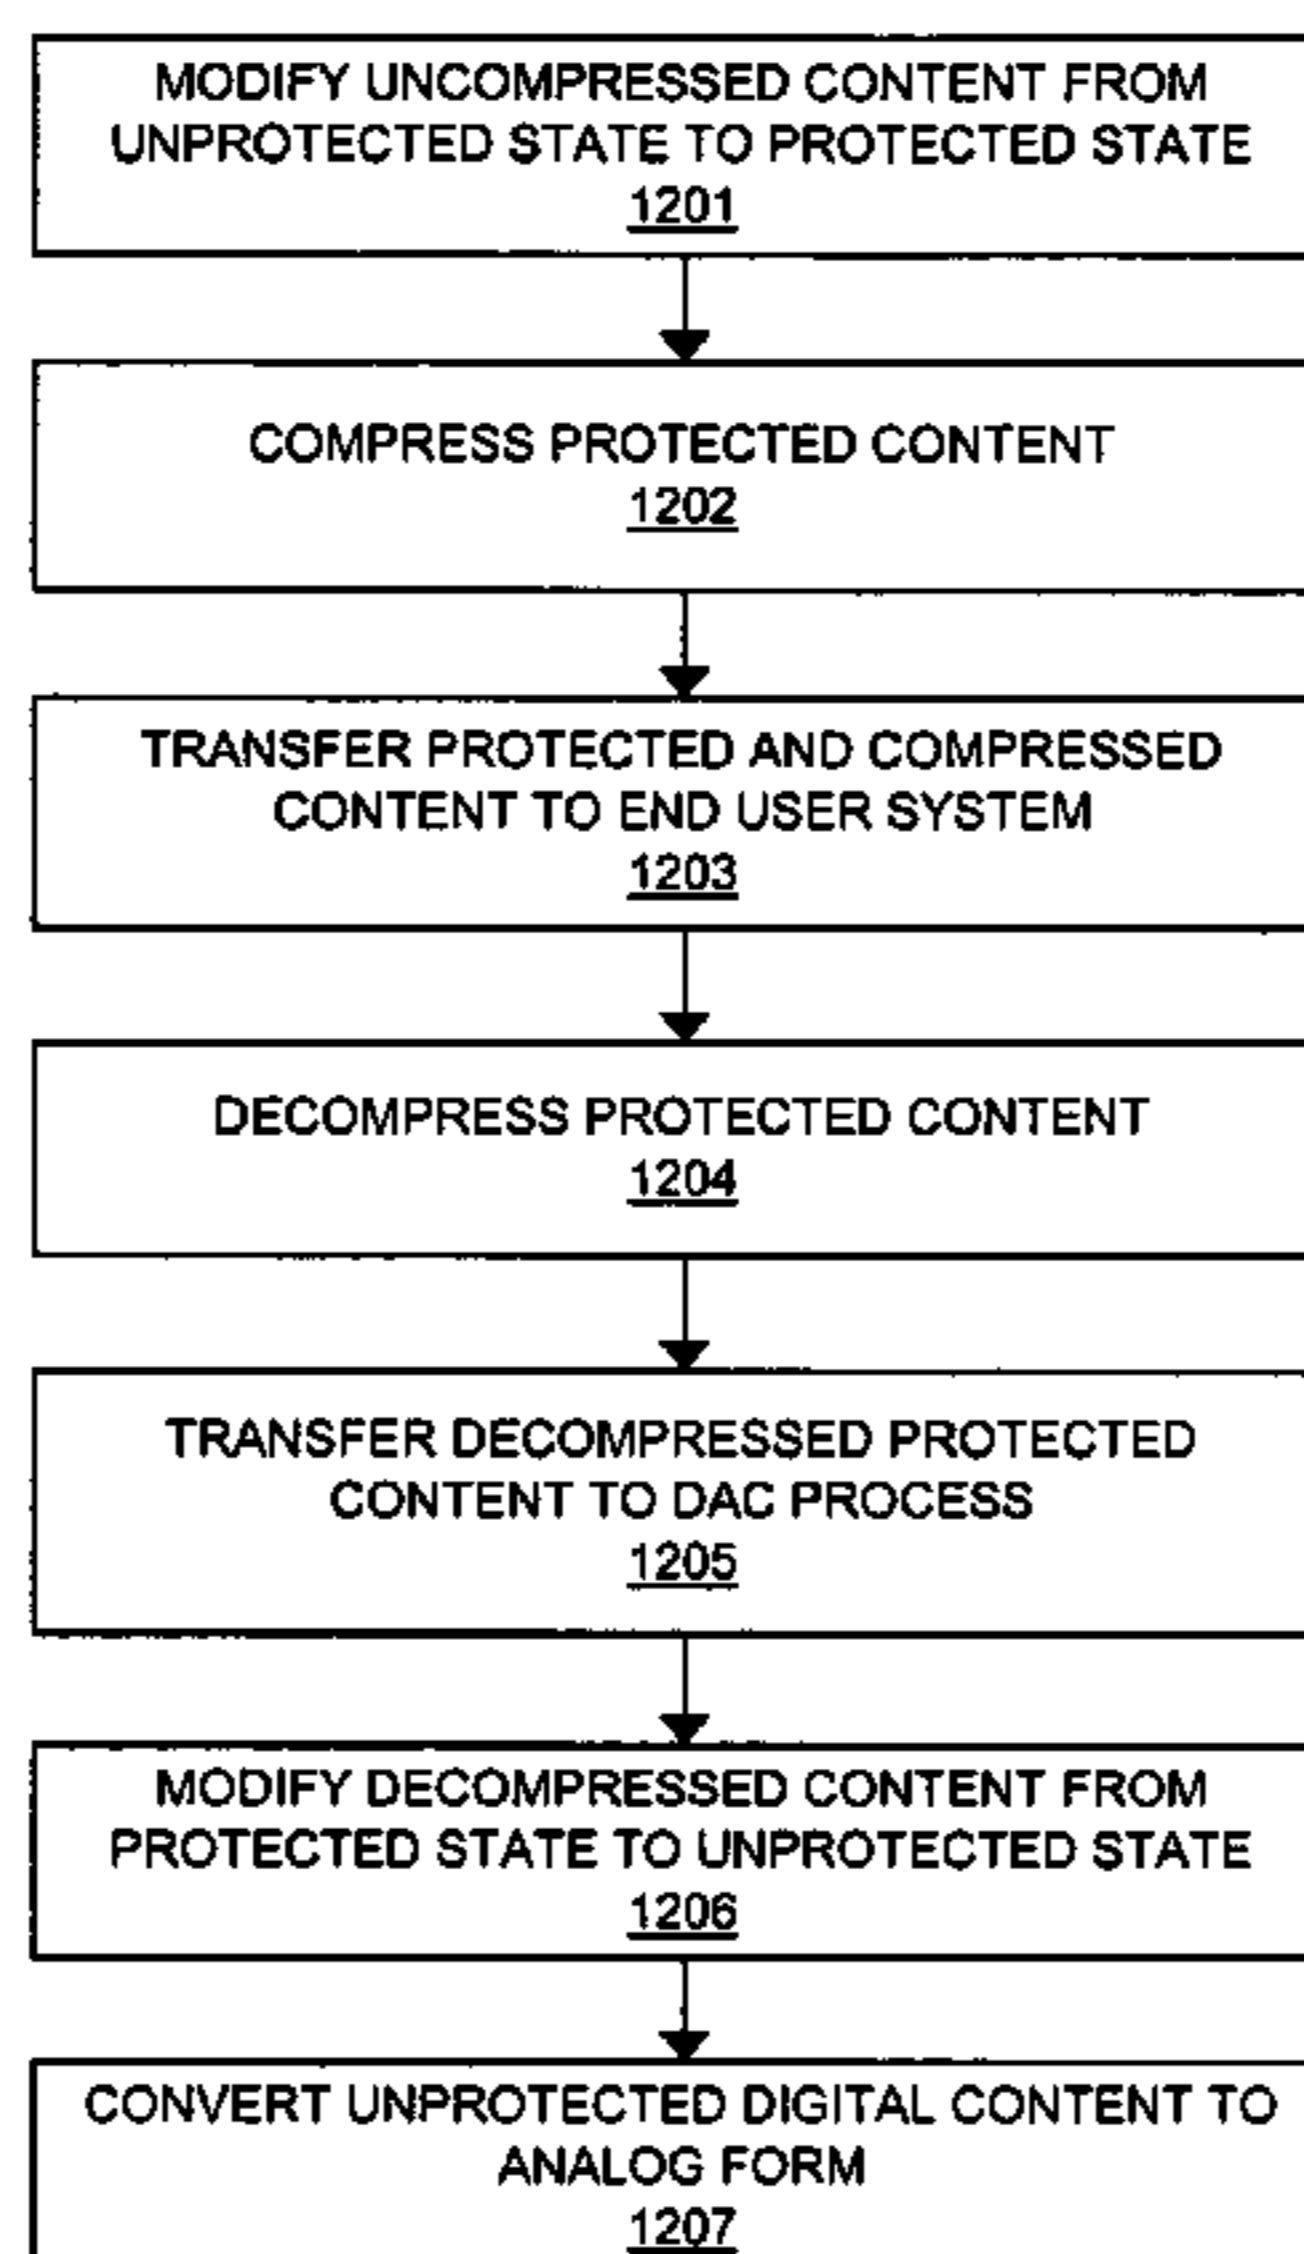 MODIFY UNCOMPRESSED CONTENT FROM
UNPROTECTED STATE TO PROTECTED STATE
1201
COMPRESS PROTECTED CONTENT
1202
TRANSFER PROTECTED AND COMPRESSED
CONTENT TO END USER SYSTEM
1203
DECOMPRESS PROTECTED CONTENT
1204
TRANSFER DECOMPRESSED PROTECTED
CONTENT TO DAC PROCESS
1205
MODIFY DECOMPRESSED CONTENT FROM
PROTECTED STATE TO UNPROTECTED STATE
1206
CONVERT UNPROTECTED DIGITAL CONTENT TO
ANALOG FORM
1207